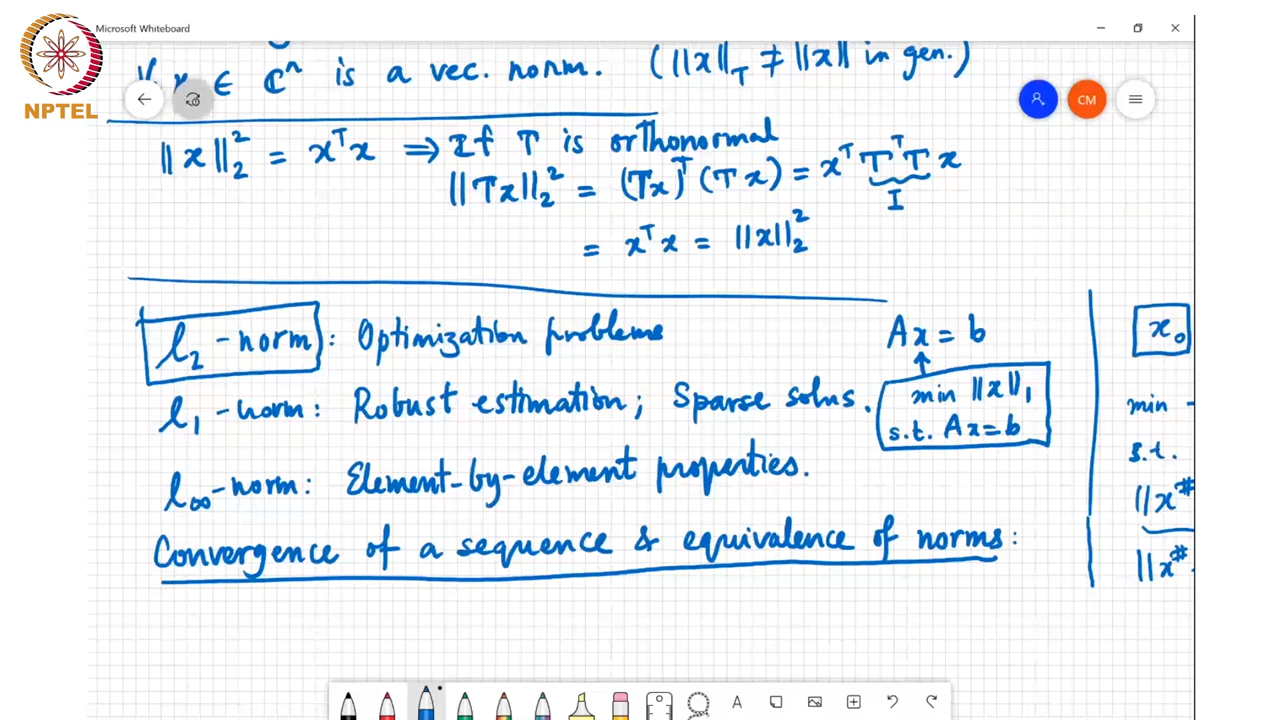 Microsoft Whiteboard
NPTEL
∈ ℂⁿ is a vec. norm. (‖x‖_T ≠ ‖x‖ in gen.)
CM
‖x‖₂² = xᵀx ⇒ If T is orthonormal
‖Tx‖₂² = (Tx)ᵀ(Tx) = xᵀTᵀTx
I
= xᵀx = ‖x‖₂²
l₂-norm: Optimization problems
Ax = b
l₁-norm: Robust estimation; Sparse solns.
min ‖x‖₁
s.t. Ax=b
l∞-norm: Element-by-element properties.
Convergence of a sequence & equivalence of norms:
x₀
min
s.t.
‖x^#
‖x^#
A